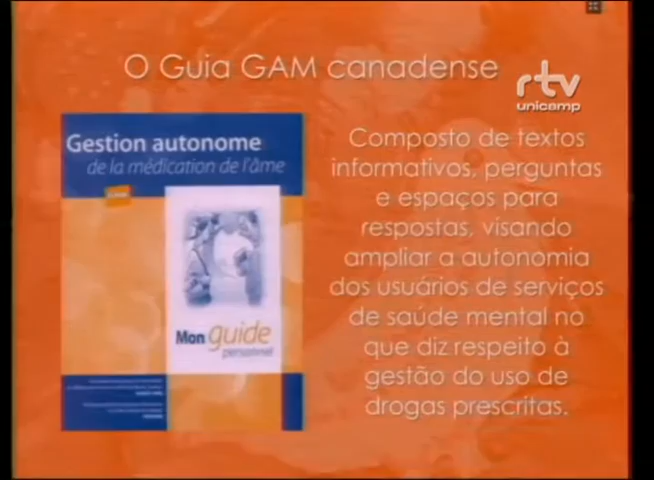 O Guia GAM canadense
rtv
unicamp
Gestion autonome
de la médication de l'âme
Mon guide
personnel
Composto de textos
informativos, perguntas
e espaços para
respostas, visando
ampliar a autonomia
dos usuários de serviços
de saúde mental no
que diz respeito à
gestão do uso de
drogas prescritas.